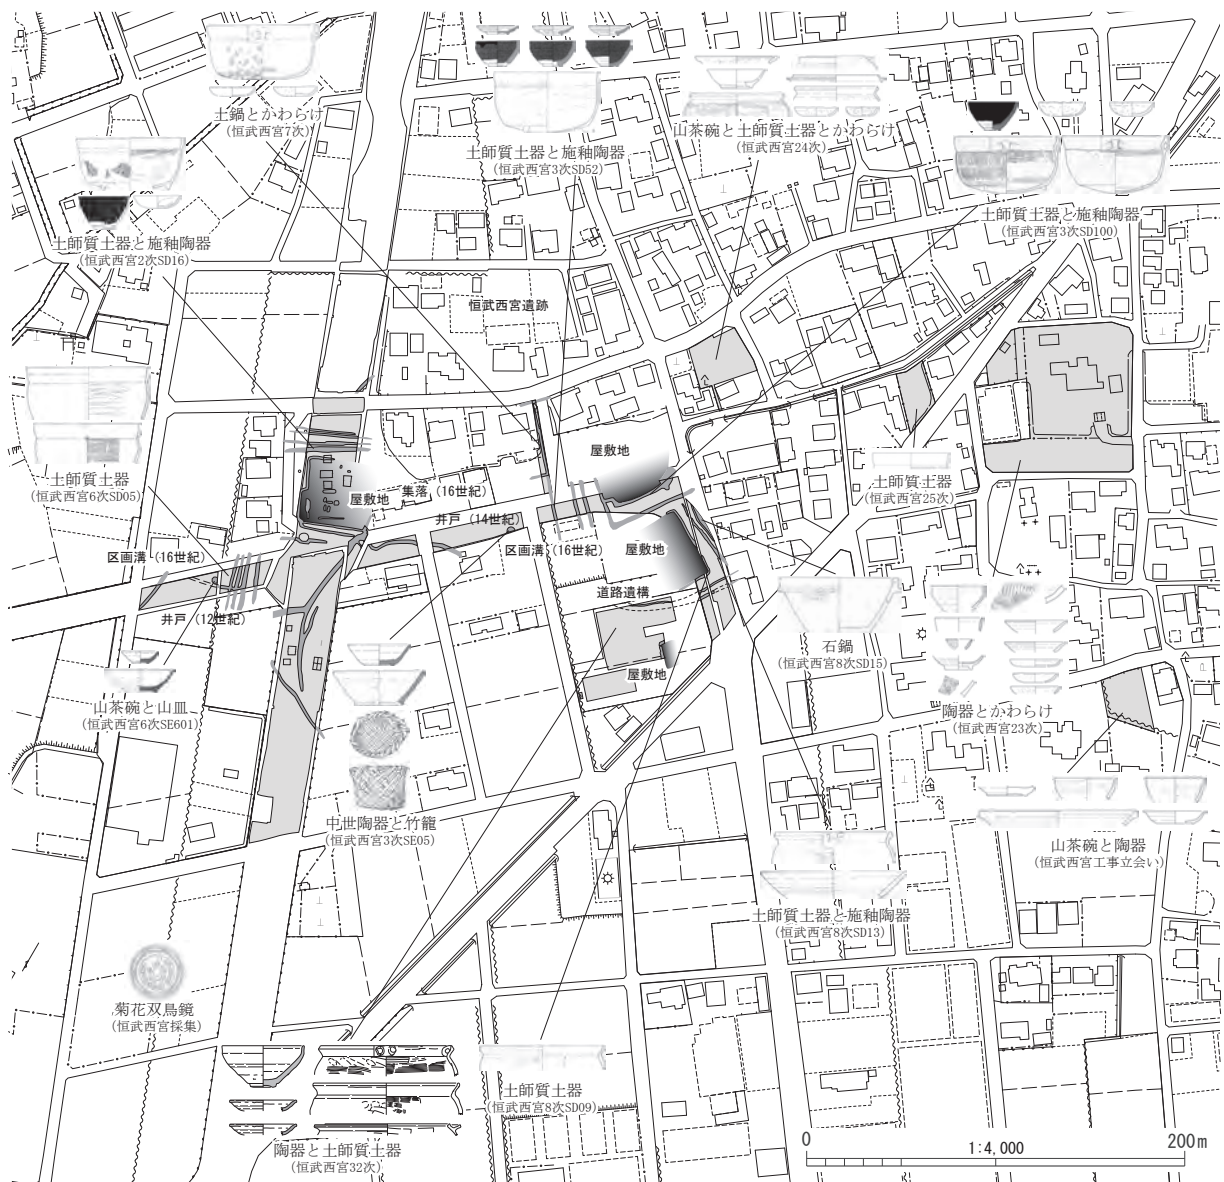 土鍋とかわらけ
(恒武西宮7次)
土師質土器と施釉陶器
(恒武西宮3次SD52)
山茶碗と土師質土器とかわらけ
(恒武西宮24次)
土師質土器と施釉陶器
(恒武西宮3次SD100)
土師質土器と施釉陶器
(恒武西宮2次SD16)
恒武西宮遺跡
土師質土器
(恒武西宮6次SD05)
屋敷地
集落（16世紀）
井戸（14世紀）
屋敷地
土師質土器
(恒武西宮25次)
区画溝（16世紀）
区画溝（16世紀）
屋敷地
道路遺構
井戸（12世紀）
石鍋
(恒武西宮8次SD15)
屋敷地
山茶碗と山皿
(恒武西宮6次SE601)
陶器とかわらけ
(恒武西宮23次)
中世陶器と竹籠
(恒武西宮3次SE05)
山茶碗と陶器
(恒武西宮工事立会い)
土師質土器と施釉陶器
(恒武西宮8次SD13)
菊花双鳥鏡
(恒武西宮採集)
土師質土器
(恒武西宮8次SD09)
陶器と土師質土器
(恒武西宮32次)
0
1:4,000
200m